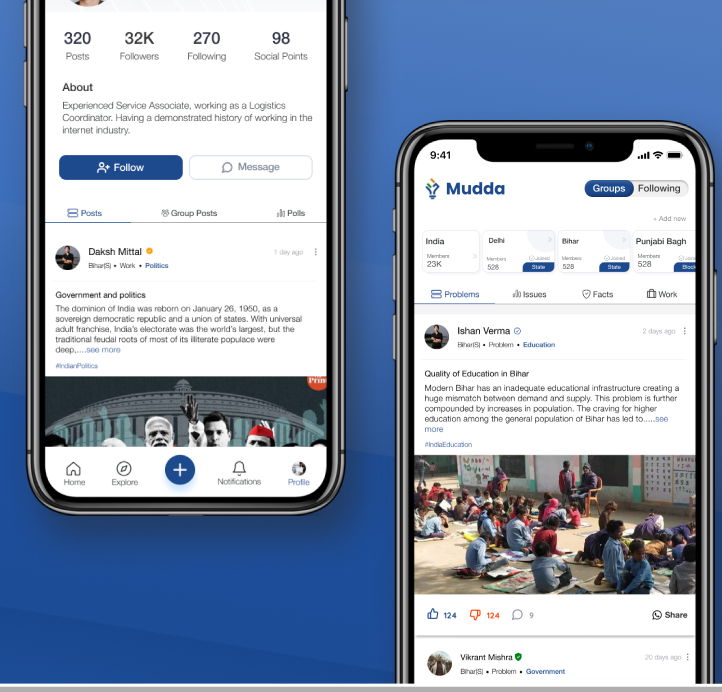 320 32K 270 98
Posts Followers Following Social Points
About
Experienced Service Associate, working as a Logistics
Coordinator. Having a demonstrated history of working in the
internet industry.
Follow Message
Posts Group Posts Polls
Daksh Mittal 1 day ago
Bihar(S) • Work • Politics
Government and politics
The dominion of India was reborn on January 26, 1950, as a
sovereign democratic republic and a union of states. With universal
adult franchise, India's electorate was the world's largest, but the
traditional feudal roots of most of its illiterate populace were
deep,....see more
#IndianPolitics
Prim
Home Explore Notifications Profile
9:41
Mudda Groups Following
+ Add new
India Delhi Bihar Punjabi Bagh
Members Members Joined Members Joined Members Join
23K 528 State 528 State 528 Block
Problems Issues Facts Work
Ishan Verma 2 days ago
Bihar(S) • Problem • Education
Quality of Education in Bihar
Modern Bihar has an inadequate educational infrastructure creating a
huge mismatch between demand and supply. This problem is further
compounded by increases in population. The craving for higher
education among the general population of Bihar has led to.....see
more
#IndiaEducation
124 124 9 Share
Vikrant Mishra 20 days ago
Bihar(S) • Problem • Government